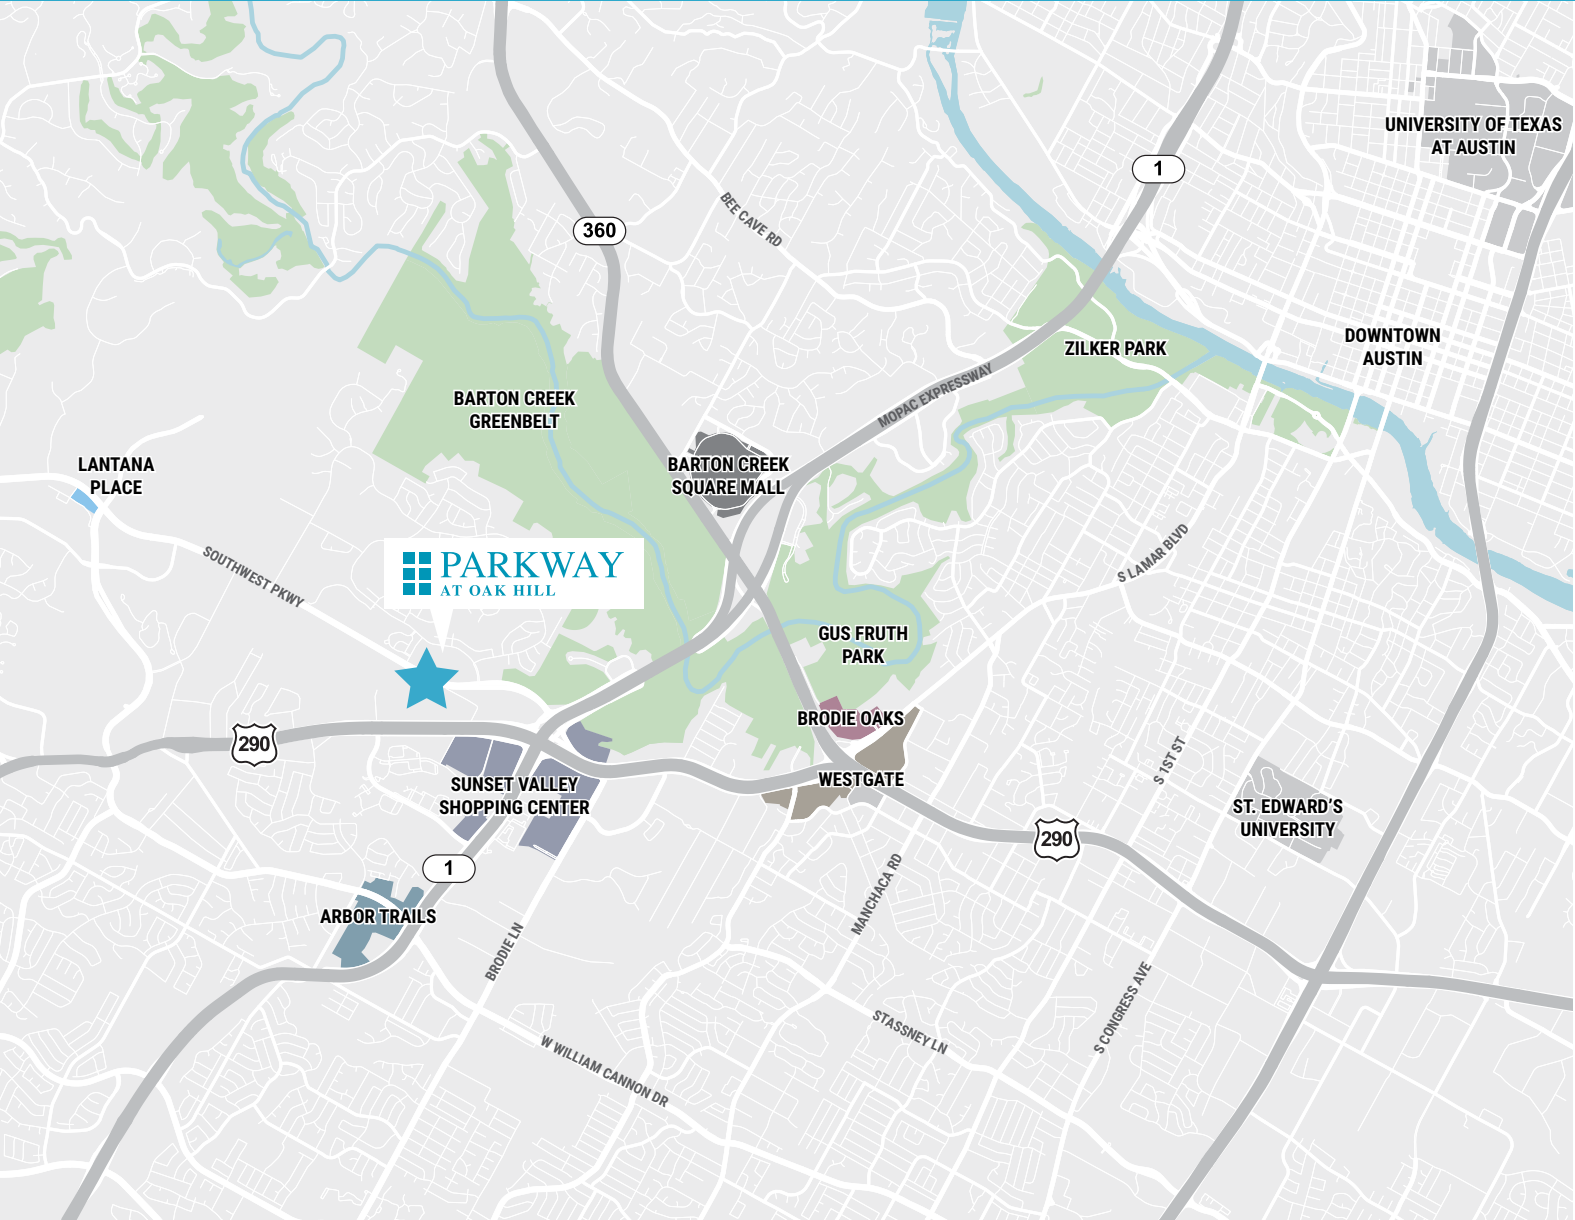 UNIVERSITY OF TEXAS
AT AUSTIN
1
BEE CAVE RD
360
DOWNTOWN
AUSTIN
ZILKER PARK
MOPAC EXPRESSWAY
BARTON CREEK
GREENBELT
LANTANA
PLACE
BARTON CREEK
SQUARE MALL
SOUTHWEST PKWY
PARKWAY
AT OAK HILL
S LAMAR BLVD
GUS FRUTH
PARK
BRODIE OAKS
290
WESTGATE
SUNSET VALLEY
SHOPPING CENTER
S 1ST ST
ST. EDWARD'S
UNIVERSITY
290
1
ARBOR TRAILS
MANCHACA RD
BRODIE LN
S CONGRESS AVE
STASSNEY LN
W WILLIAM CANNON DR